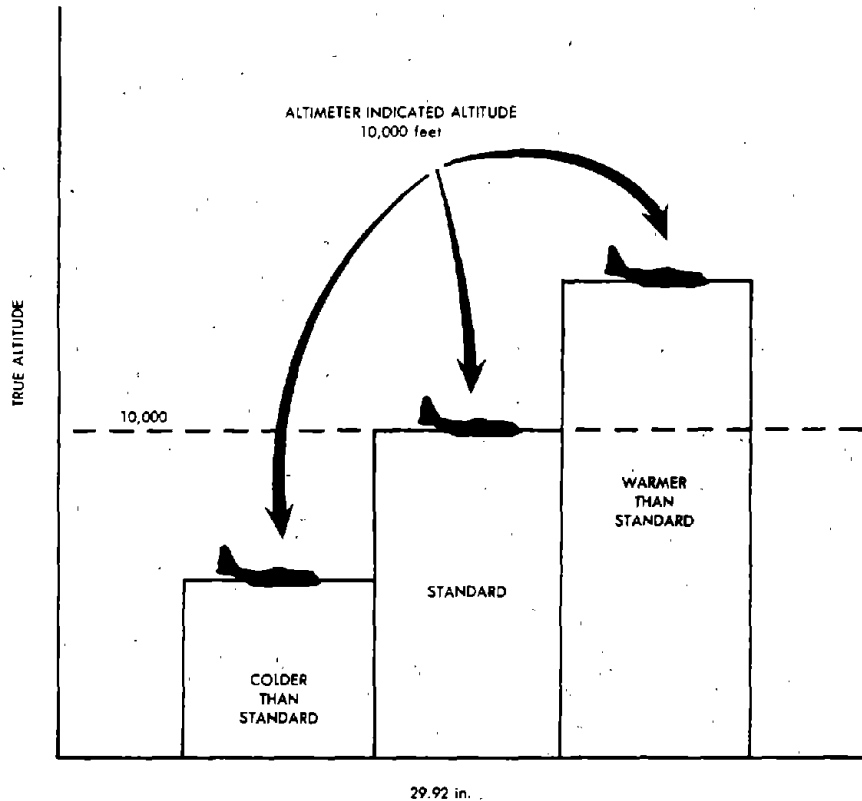 ALTIMETER INDICATED ALTITUDE
10,000 feet
TRUE ALTITUDE
10,000
WARMER
THAN
STANDARD
STANDARD
COLDER
THAN
STANDARD
29.92 in.